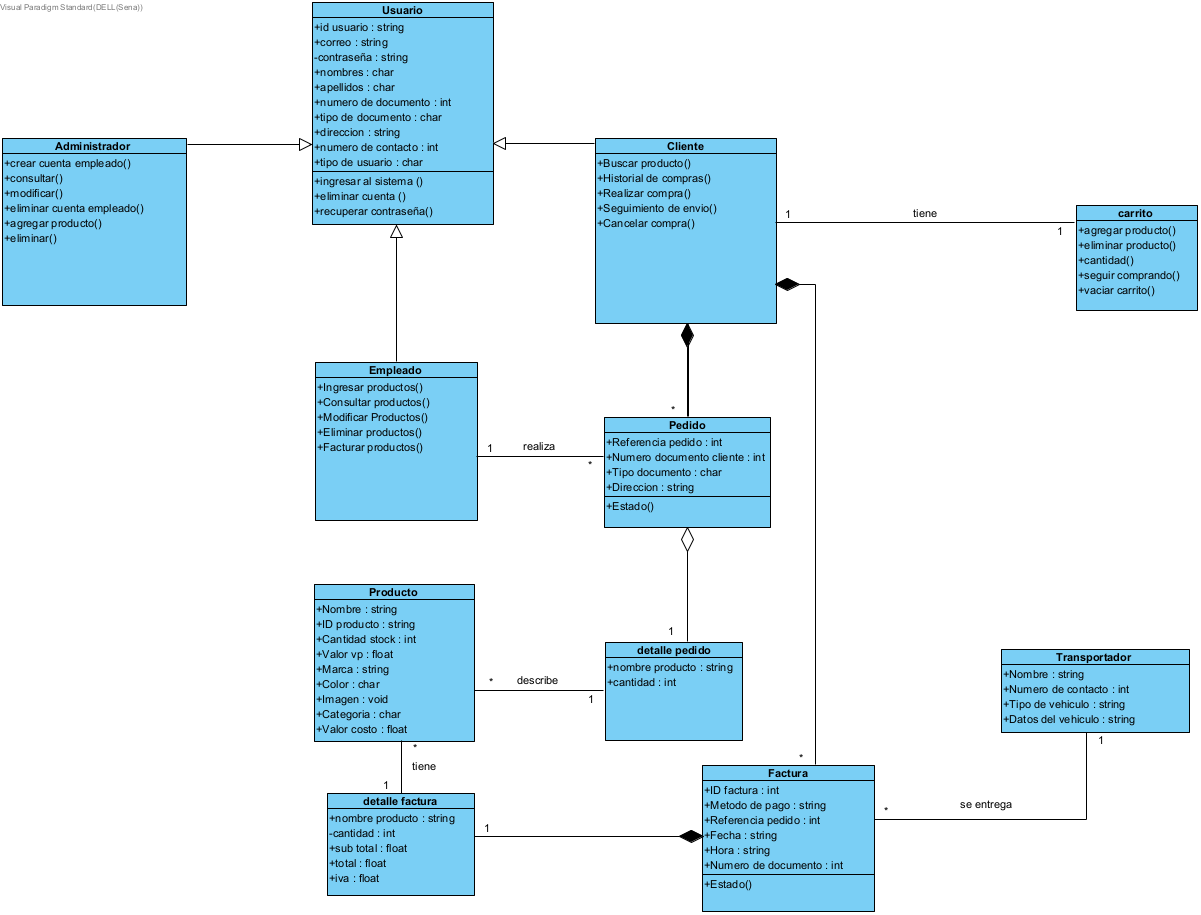 Visual Paradigm Standard(DELL(Sena))
Usuario
+id usuario : string
+correo : string
-contraseña : string
+nombres : char
+apellidos : char
+numero de documento : int
+tipo de documento : char
+direccion : string
+numero de contacto : int
+tipo de usuario : char
+ingresar al sistema ()
+eliminar cuenta ()
+recuperar contraseña()
Administrador
+crear cuenta empleado()
+consultar()
+modificar()
+eliminar cuenta empleado()
+agregar producto()
+eliminar()
Cliente
+Buscar producto()
+Historial de compras()
+Realizar compra()
+Seguimiento de envio()
+Cancelar compra()
1
tiene
1
carrito
+agregar producto()
+eliminar producto()
+cantidad()
+seguir comprando()
+vaciar carrito()
Empleado
+Ingresar productos()
+Consultar productos()
+Modificar Productos()
+Eliminar productos()
+Facturar productos()
1
realiza
*
*
Pedido
+Referencia pedido : int
+Numero documento cliente : int
+Tipo documento : char
+Direccion : string
+Estado()
Producto
+Nombre : string
+ID producto : string
+Cantidad stock : int
+Valor vp : float
+Marca : string
+Color : char
+Imagen : void
+Categoria : char
+Valor costo : float
*
describe
1
1
detalle pedido
+nombre producto : string
+cantidad : int
Transportador
+Nombre : string
+Numero de contacto : int
+Tipo de vehiculo : string
+Datos del vehiculo : string
1
*
tiene
1
detalle factura
+nombre producto : string
-cantidad : int
+sub total : float
+total : float
+iva : float
1
*
Factura
+ID factura : int
+Metodo de pago : string
+Referencia pedido : int
+Fecha : string
+Hora : string
+Numero de documento : int
+Estado()
*
se entrega